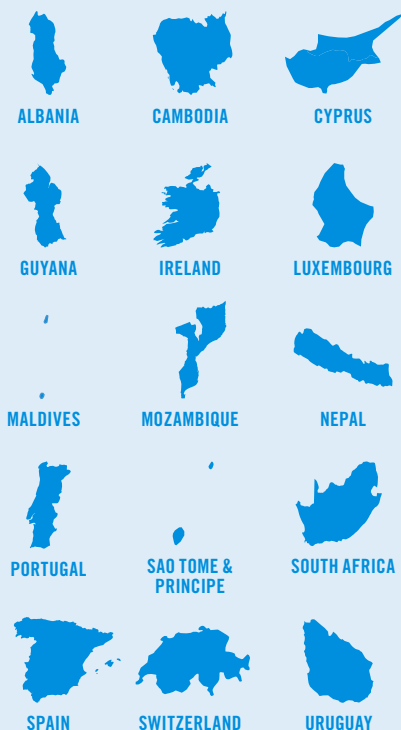 ALBANIA
CAMBODIA
CYPRUS
GUYANA
IRELAND
LUXEMBOURG
MALDIVES
MOZAMBIQUE
NEPAL
PORTUGAL
SAO TOME &
PRINCIPE
SOUTH AFRICA
SPAIN
SWITZERLAND
URUGUAY